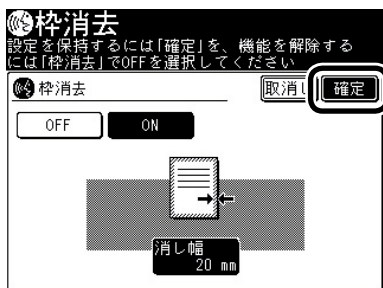 枠消去
設定を保持するには「確定」を、機能を解除する
には「枠消去」でOFFを選択してください
枠消去
取消し 確定
OFF ON
消し幅
20 mm